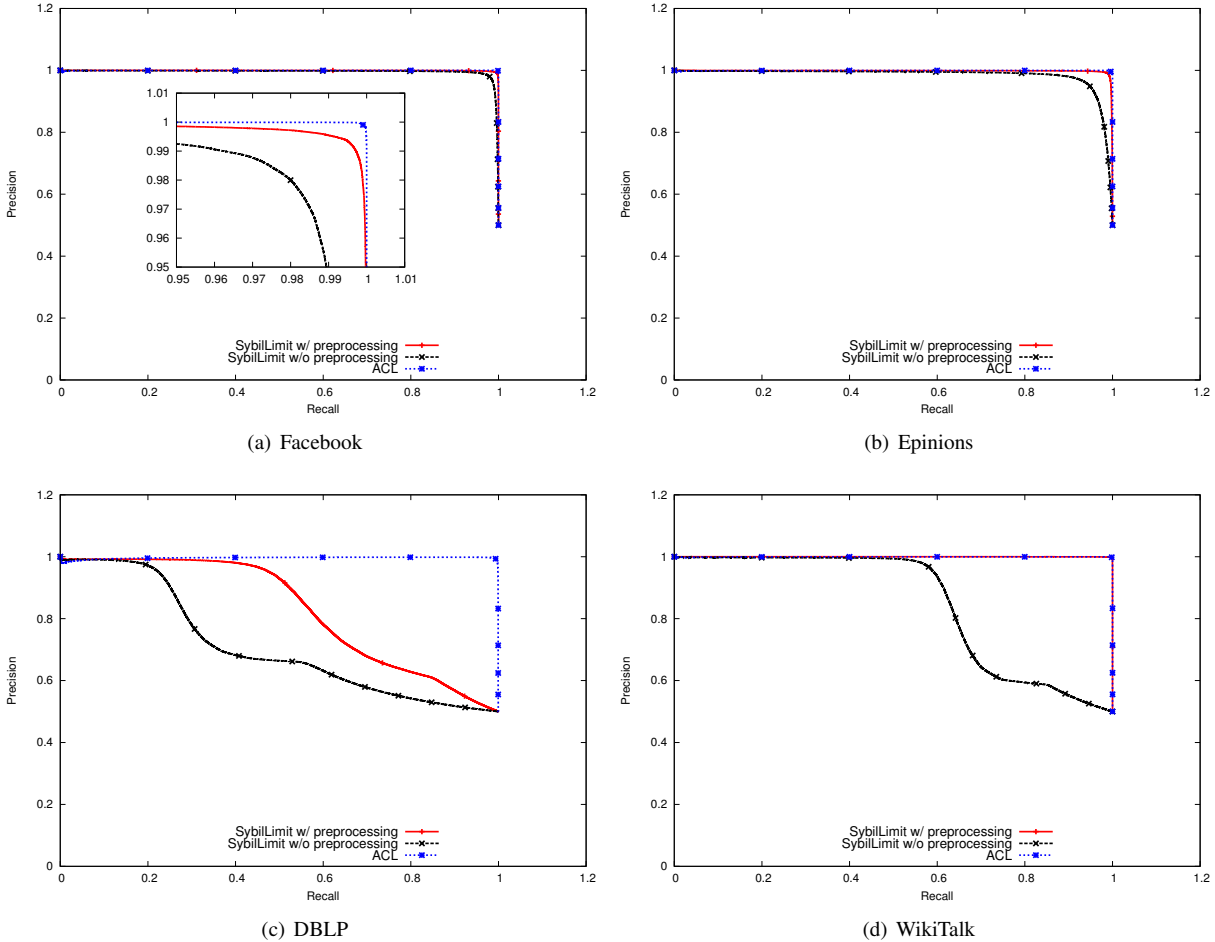 1.2
1
0.8
0.6
0.4
0.2
0
Precision
1.01
1
0.99
0.98
0.97
0.96
0.95
0.95 0.96 0.97 0.98 0.99 1 1.01
SybilLimit w/ preprocessing
SybilLimit w/o preprocessing
ACL
0 0.2 0.4 0.6 0.8 1 1.2
Recall
(a) Facebook
1.2
1
0.8
0.6
0.4
0.2
0
Precision
SybilLimit w/ preprocessing
SybilLimit w/o preprocessing
ACL
0 0.2 0.4 0.6 0.8 1 1.2
Recall
(b) Epinions
1.2
1
0.8
0.6
0.4
0.2
0
Precision
SybilLimit w/ preprocessing
SybilLimit w/o preprocessing
ACL
0 0.2 0.4 0.6 0.8 1 1.2
Recall
(c) DBLP
1.2
1
0.8
0.6
0.4
0.2
0
Precision
SybilLimit w/ preprocessing
SybilLimit w/o preprocessing
ACL
0 0.2 0.4 0.6 0.8 1 1.2
Recall
(d) WikiTalk